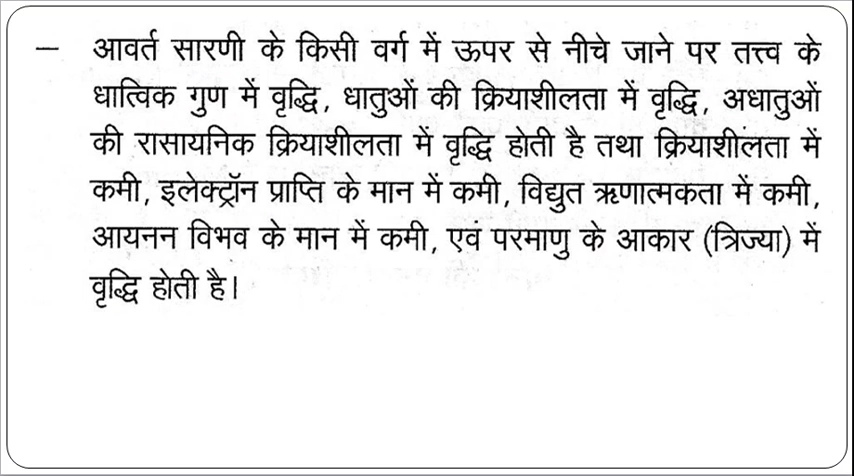 – आवर्त सारणी के किसी वर्ग में ऊपर से नीचे जाने पर तत्त्व के
धात्विक गुण में वृद्धि, धातुओं की क्रियाशीलता में वृद्धि, अधातुओं
की रासायनिक क्रियाशीलता में वृद्धि होती है तथा क्रियाशीलता में
कमी, इलेक्ट्रॉन प्राप्ति के मान में कमी, विद्युत ऋणात्मकता में कमी,
आयनन विभव के मान में कमी, एवं परमाणु के आकार (त्रिज्या) में
वृद्धि होती है।